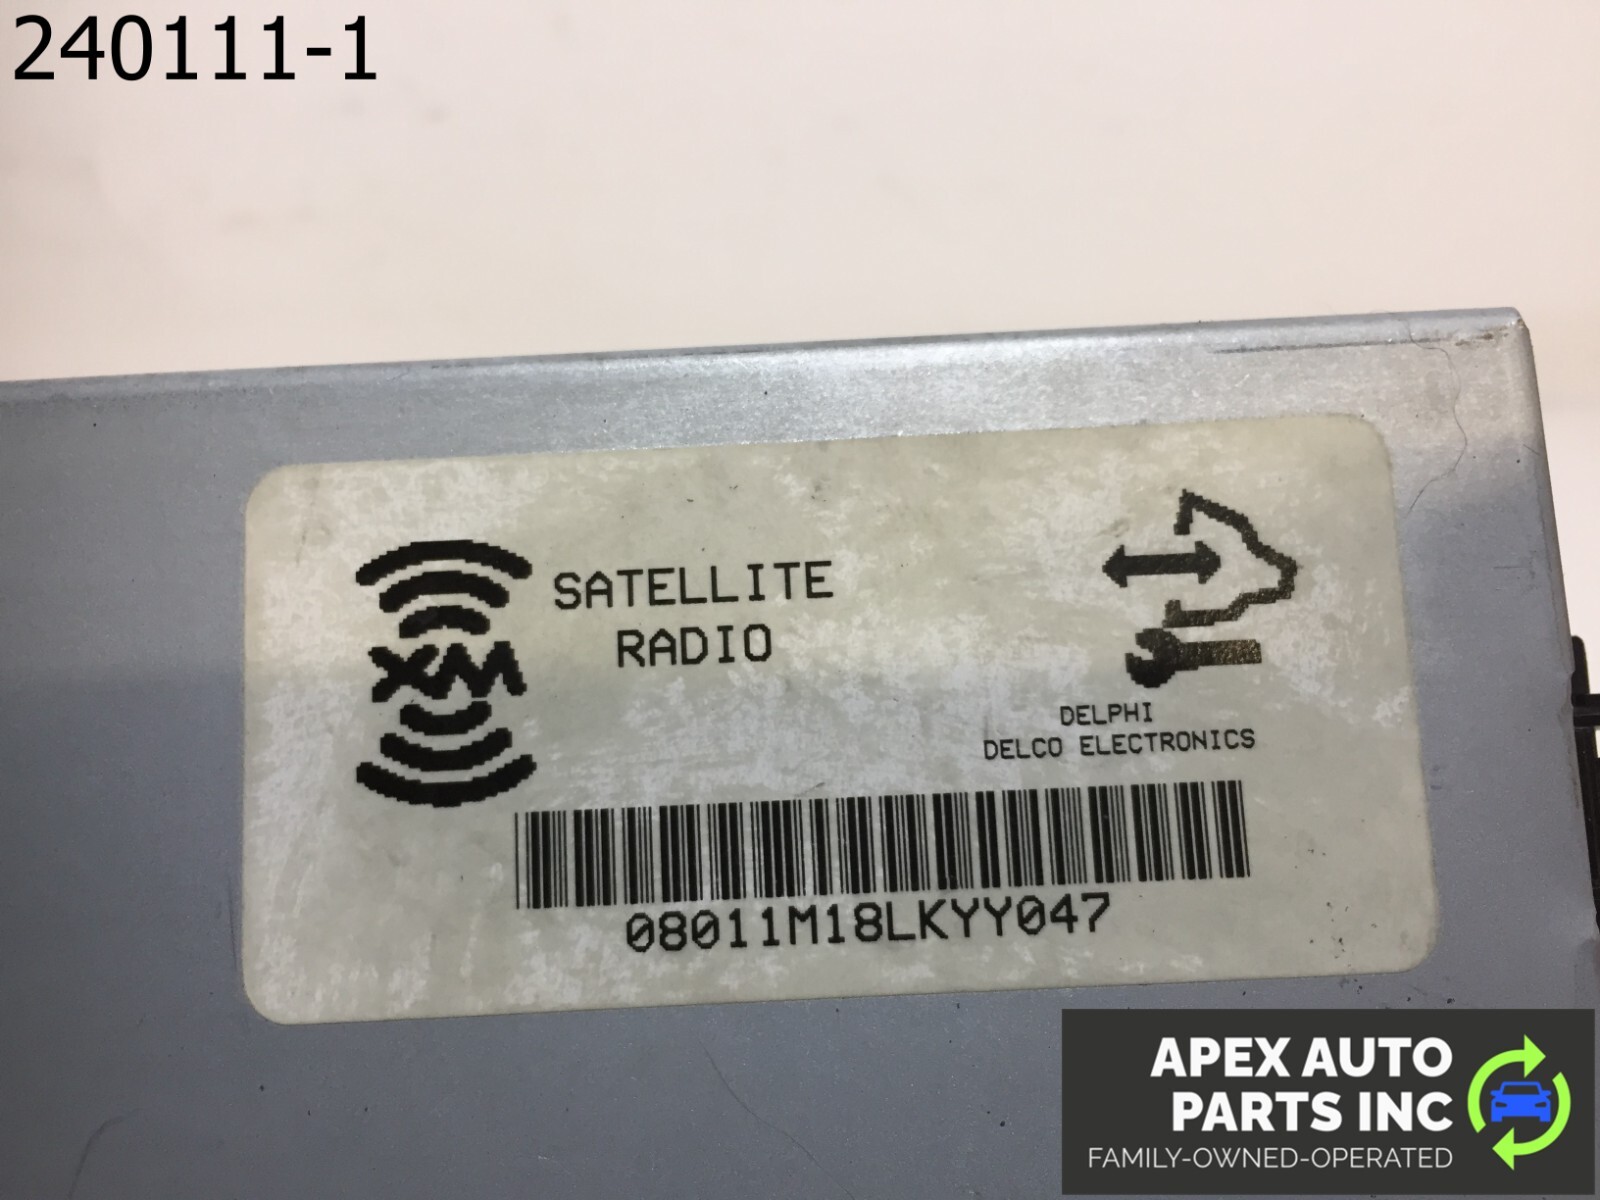 240111-1
XM
SATELLITE
RADIO
DELPHI
DELCO ELECTRONICS
08011M18LKYY047
APEX AUTO
PARTS INC
FAMILY-OWNED-OPERATED